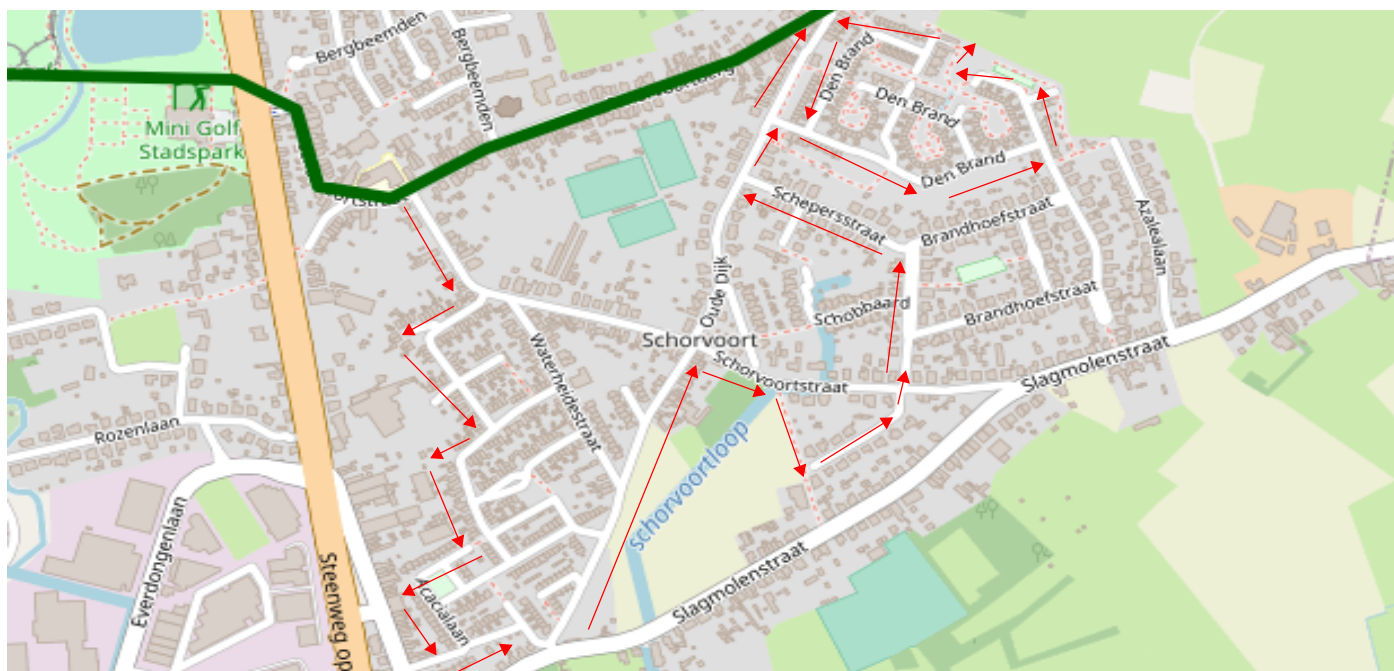 Bergbeemden
Bergbeemden
Mini Golf
Stadspark
Den Brand
Den Brand
Den Brand
Schepersstraat
Brandhoefstraat
Azalealaan
Oude Dijk
Schobbaard
Brandhoefstraat
Schorvoort
Schorvoortstraat
Slagmolenstraat
Waterheidestraat
Rozenlaan
schorvoortloop
Everdongenlaan
Steenweg op
Acacialaan
Slagmolenstraat